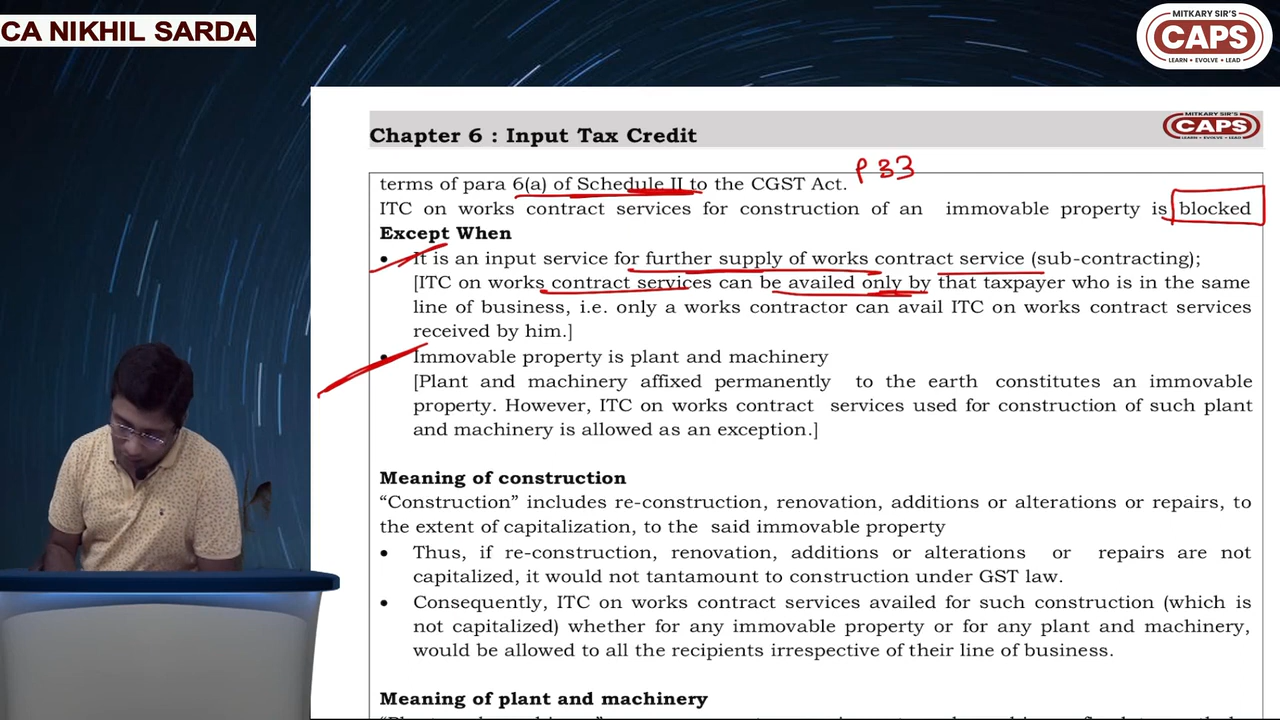 CA NIKHIL SARDA
MITKARY SIR'S
CAPS
LEARN • EVOLVE • LEAD
Chapter 6 : Input Tax Credit
MITKARY SIR'S
CAPS
LEARN • EVOLVE • LEAD
P 33
terms of para 6(a) of Schedule II to the CGST Act.
ITC on works contract services for construction of an immovable property is blocked
Except When
• It is an input service for further supply of works contract service (sub-contracting);
[ITC on works contract services can be availed only by that taxpayer who is in the same
line of business, i.e. only a works contractor can avail ITC on works contract services
received by him.]
• Immovable property is plant and machinery
[Plant and machinery affixed permanently to the earth constitutes an immovable
property. However, ITC on works contract services used for construction of such plant
and machinery is allowed as an exception.]
Meaning of construction
“Construction” includes re-construction, renovation, additions or alterations or repairs, to
the extent of capitalization, to the said immovable property
• Thus, if re-construction, renovation, additions or alterations or repairs are not
capitalized, it would not tantamount to construction under GST law.
• Consequently, ITC on works contract services availed for such construction (which is
not capitalized) whether for any immovable property or for any plant and machinery,
would be allowed to all the recipients irrespective of their line of business.
Meaning of plant and machinery